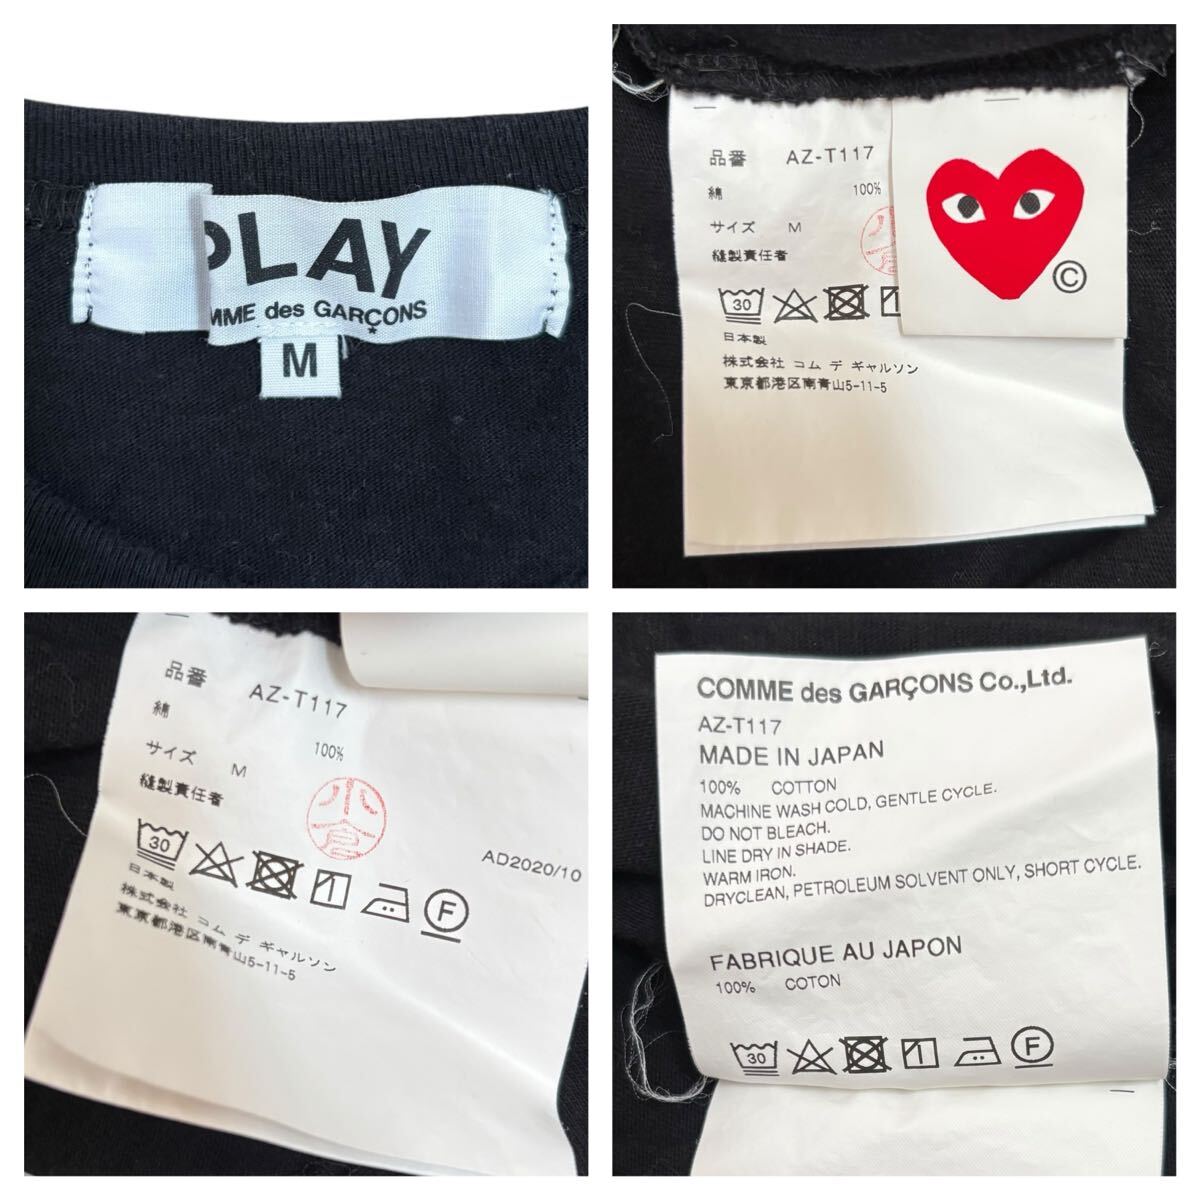 PLAY
MME des GARÇONS
M
品番 AZ-T117
綿 100%
サイズ M
縫製責任者
30
日本製
株式会社 コム デ ギャルソン
東京都港区南青山5-11-5
©
品番 AZ-T117
綿 100%
サイズ M
縫製責任者
AD2020/10
30
F
日本製
株式会社 コム デ ギャルソン
東京都港区南青山5-11-5
COMME des GARÇONS Co.,Ltd.
AZ-T117
MADE IN JAPAN
100% COTTON
MACHINE WASH COLD, GENTLE CYCLE.
DO NOT BLEACH.
LINE DRY IN SHADE.
WARM IRON.
DRYCLEAN, PETROLEUM SOLVENT ONLY, SHORT CYCLE.
FABRIQUE AU JAPON
100% COTON
30 F